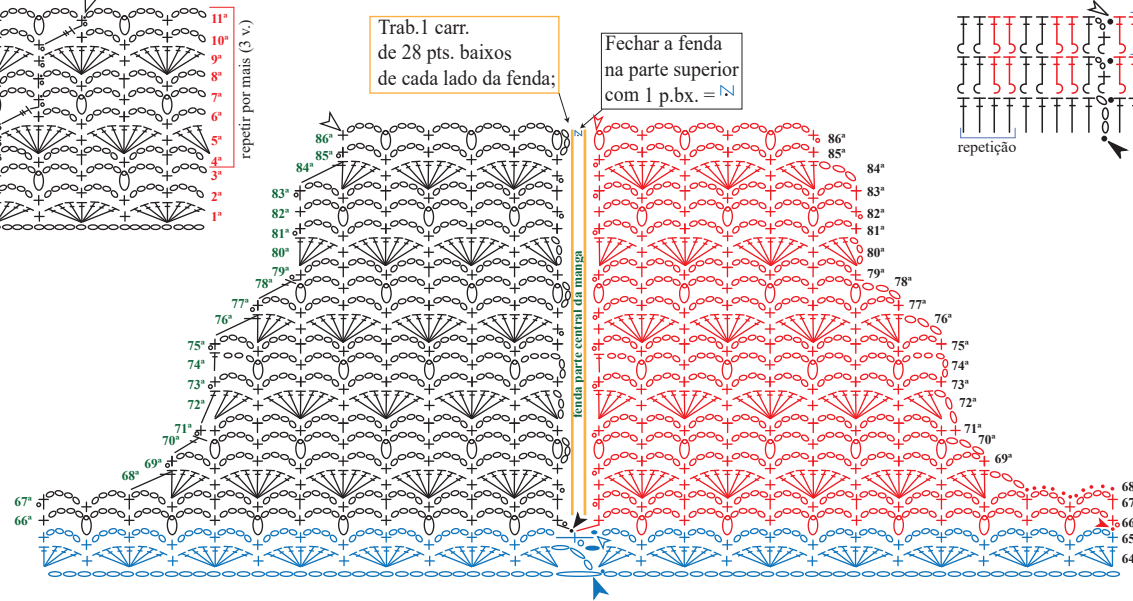 11ª
10ª
9ª
8ª
7ª
6ª
5ª
4ª
3ª
2ª
1ª
repetir por mais (3 v.)
Trab.1 carr.
de 28 pts. baixos
de cada lado da fenda;
Fechar a fenda
na parte superior
com 1 p.bx. =
repetição
fenda parte central da manga
86ª
85ª
84ª
83ª
82ª
81ª
80ª
79ª
78ª
77ª
76ª
75ª
74ª
73ª
72ª
71ª
70ª
69ª
68ª
67ª
66ª
86ª
85ª
84ª
83ª
82ª
81ª
80ª
79ª
78ª
77ª
76ª
75ª
74ª
73ª
72ª
71ª
70ª
69ª
68
67
66
65
64